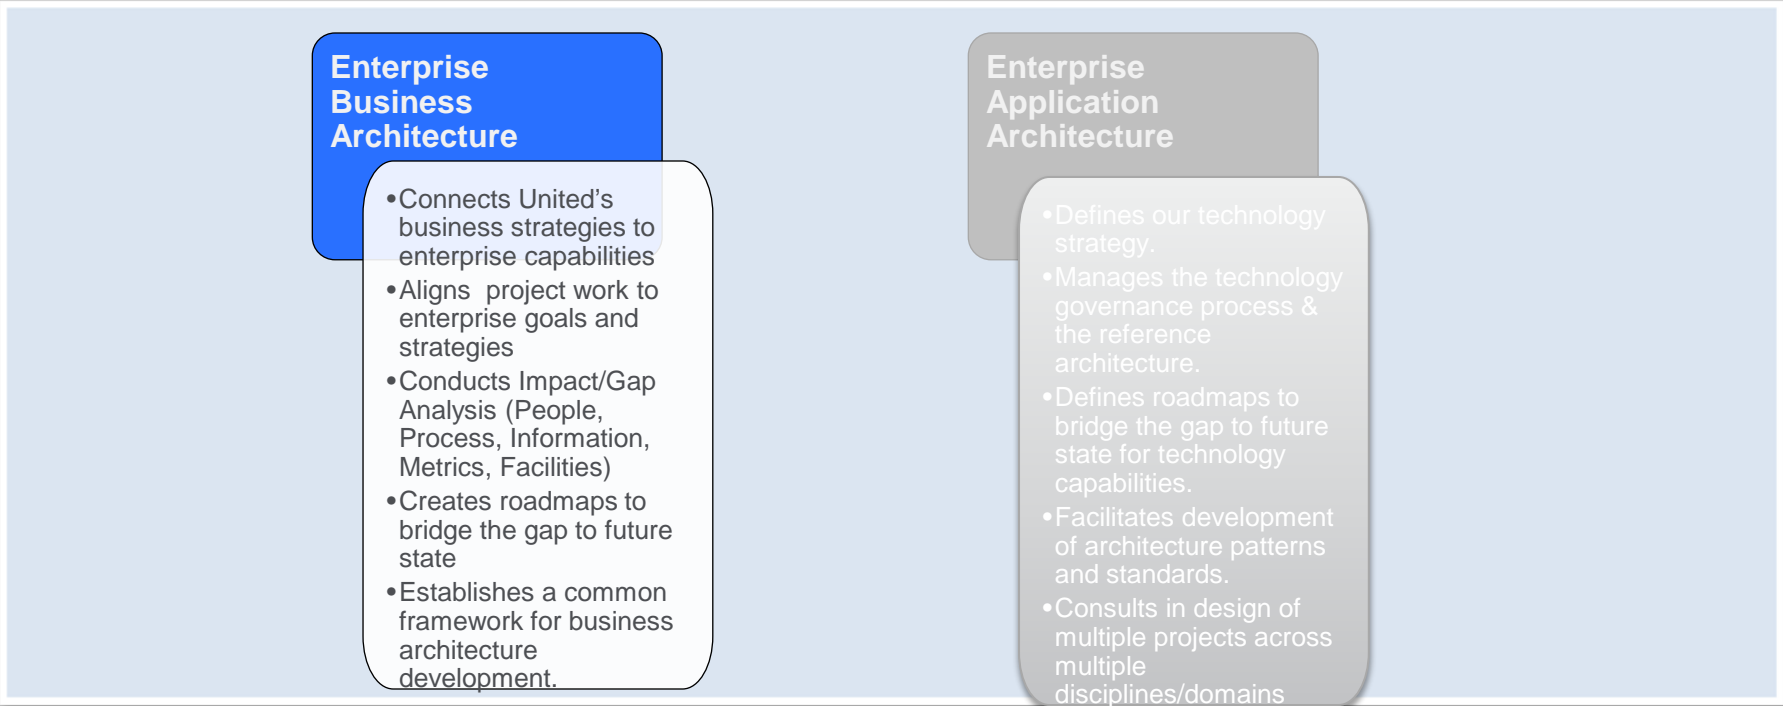 Enterprise
Business
Architecture
•Connects United’s
business strategies to
enterprise capabilities
•Aligns  project work to
enterprise goals and
strategies
•Conducts Impact/Gap
Analysis (People,
Process, Information,
Metrics, Facilities)
•Creates roadmaps to
bridge the gap to future
state
•Establishes a common
framework for business
architecture
development.
Enterprise
Application
Architecture
•Defines our technology
strategy.
•Manages the technology
governance process &
the reference
architecture.
•Defines roadmaps to
bridge the gap to future
state for technology
capabilities.
•Facilitates development
of architecture patterns
and standards.
•Consults in design of
multiple projects across
multiple
disciplines/domains